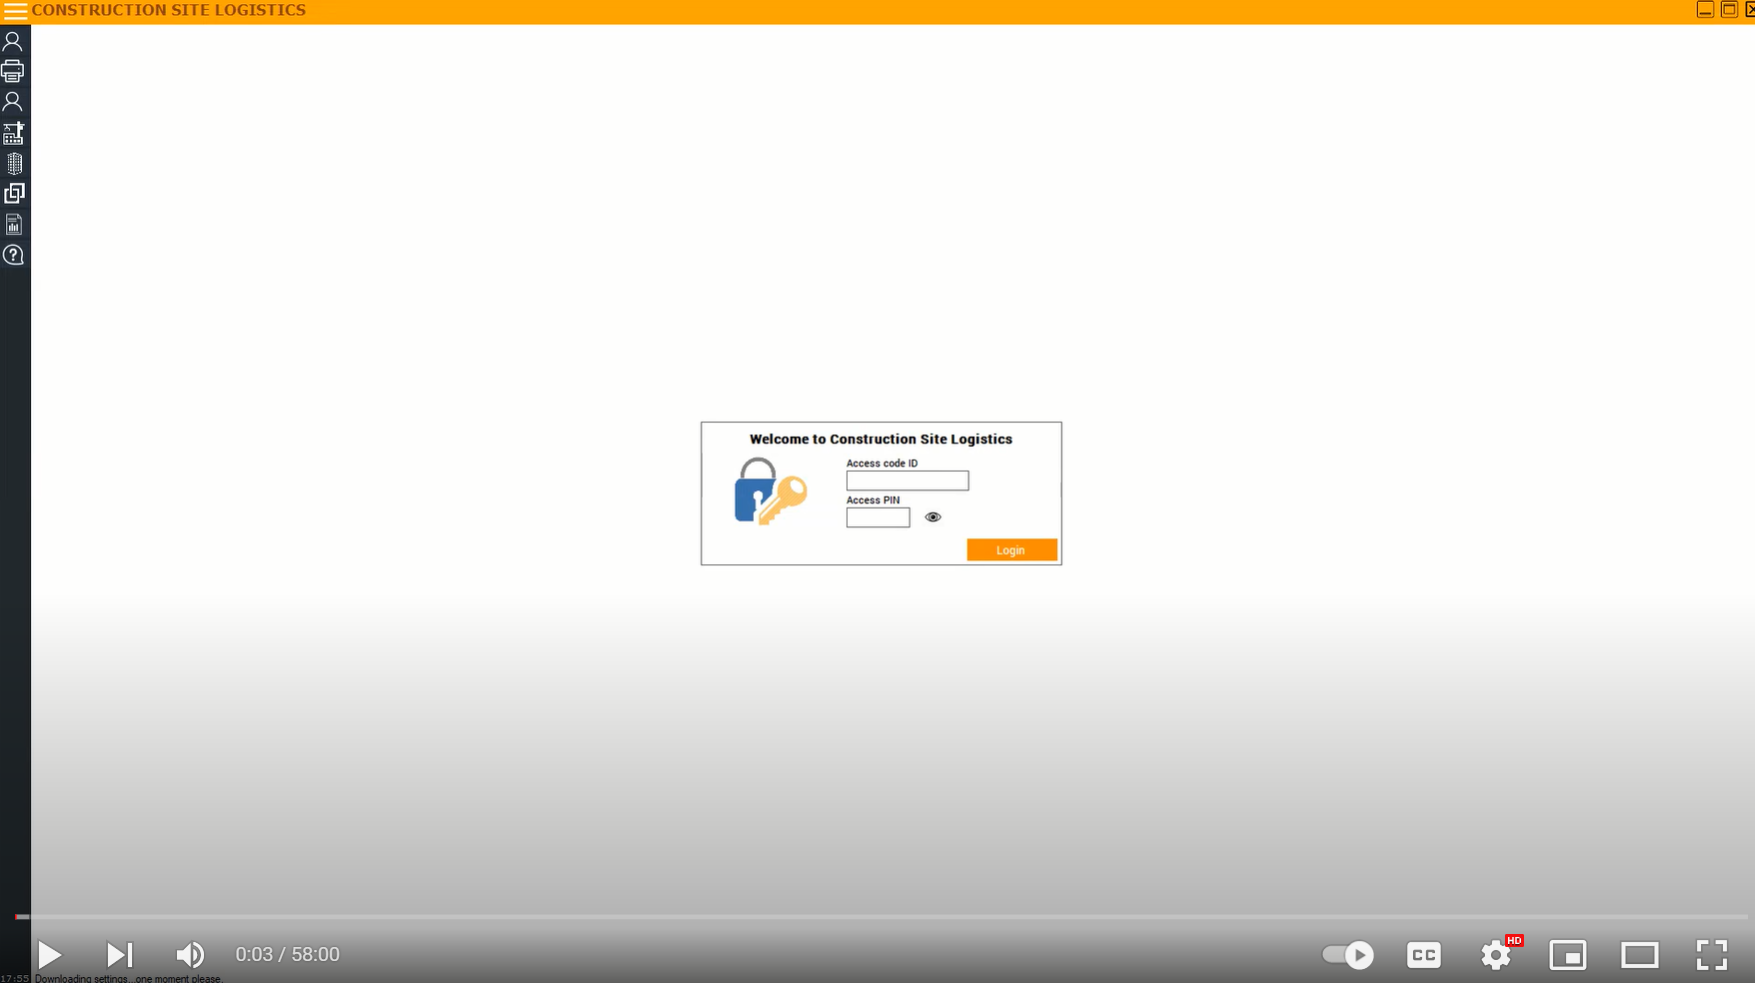 CONSTRUCTION SITE LOGISTICS
Welcome to Construction Site Logistics
Access code ID
Access PIN
Login
0:03 / 58:00
CC
HD
17:55 Downloading settings...one moment please.